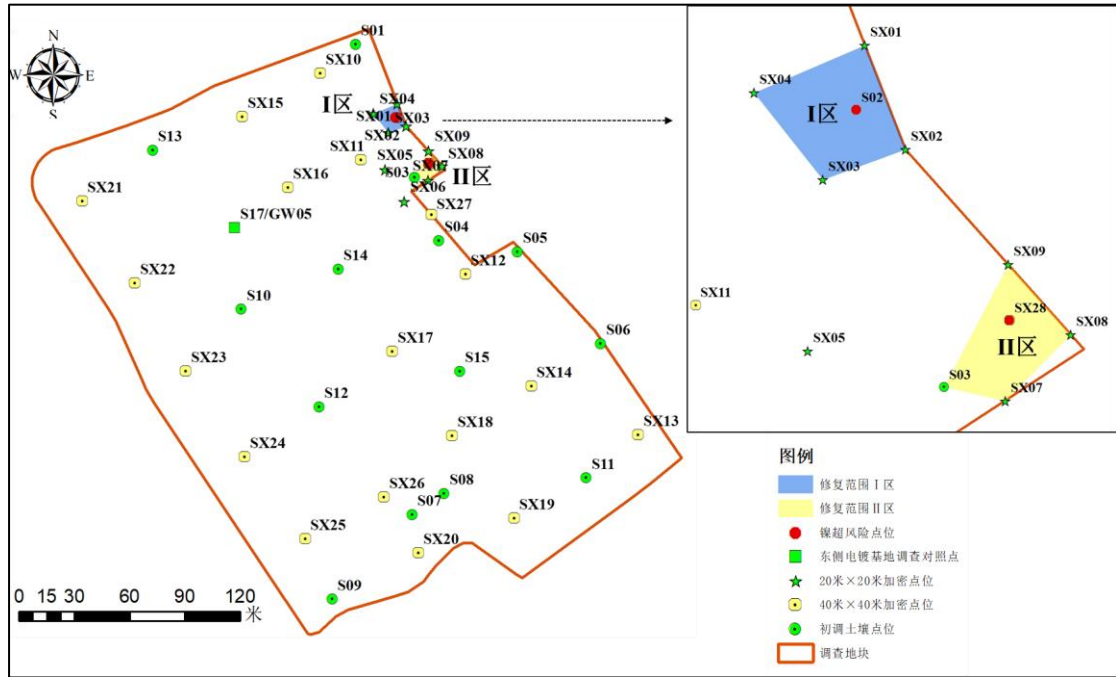 N
W
E
S
S01
SX10
SX15
I区
SX04
SX01
SX03
SX02
SX09
S13
SX11
SX05
SX08
SX07
S03
II区
SX21
SX16
SX06
SX27
S17/GW05
S04
S05
S14
SX12
SX22
S10
S06
SX17
SX23
S15
SX14
S12
SX18
SX13
SX24
S11
SX26
S08
S07
SX19
SX25
SX20
S09
0 15 30 60 90 120
米
SX01
SX04
S02
I区
SX02
SX03
SX09
SX11
SX28
SX08
SX05
II区
S03
SX07
图例
修复范围Ⅰ区
修复范围Ⅱ区
镍超风险点位
东侧电镀基地调查对照点
20米×20米加密点位
40米×40米加密点位
初调土壤点位
调查地块